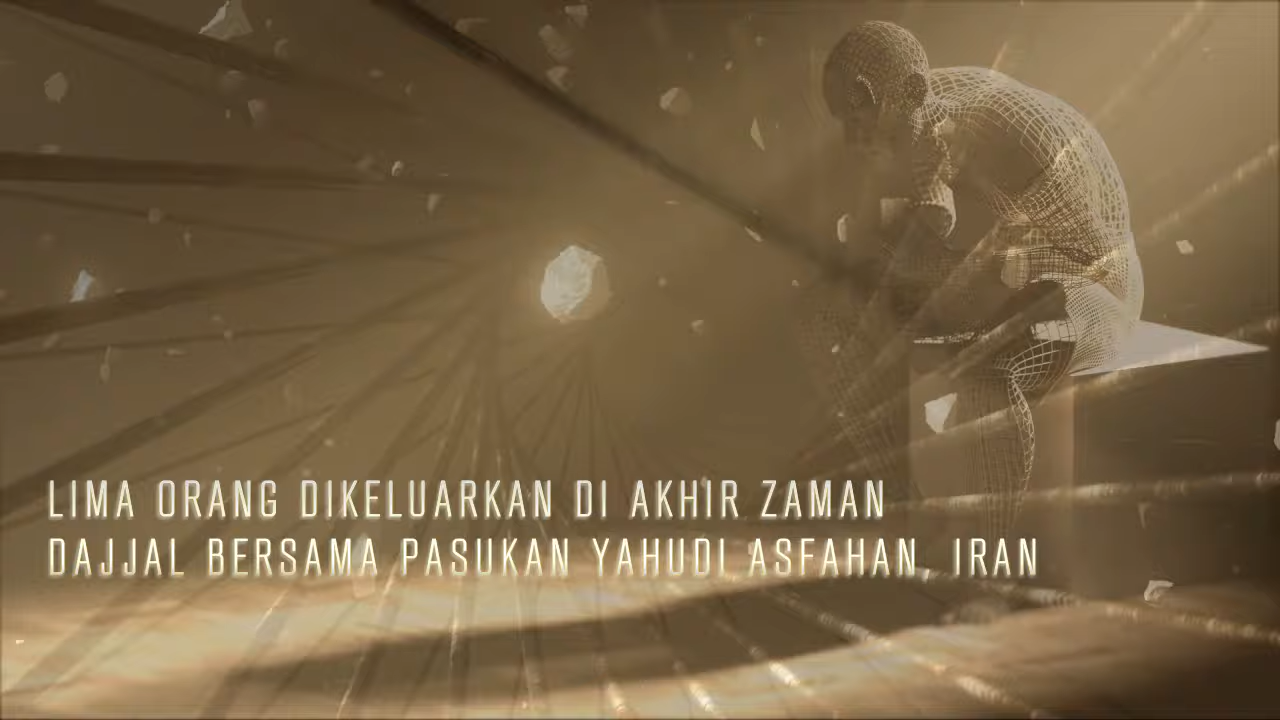 LIMA ORANG DIKELUARKAN DI AKHIR ZAMAN
DAJJAL BERSAMA PASUKAN YAHUDI ASFAHAN, IRAN